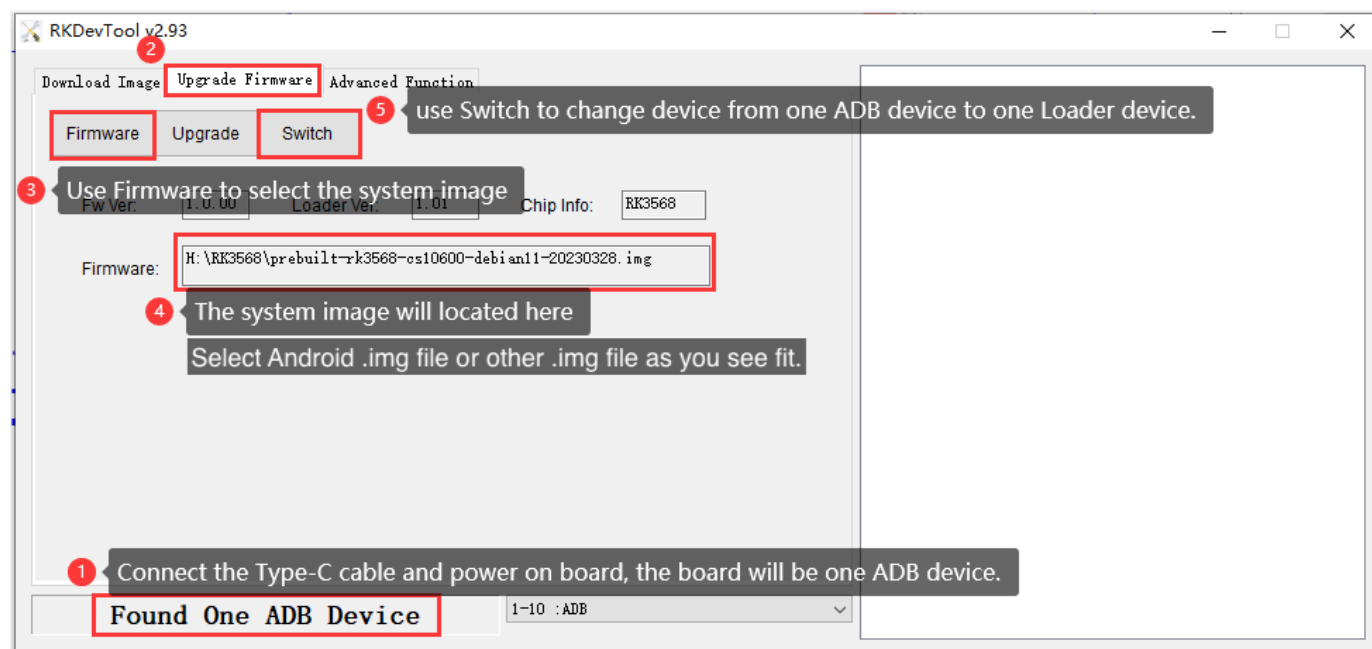 RKDevTool v2.93
2
Download Image Upgrade Firmware Advanced Function
5 use Switch to change device from one ADB device to one Loader device.
Firmware Upgrade Switch
3 Use Firmware to select the system image
Fw Ver: 1.0.00 Loader Ver: 1.01 Chip Info: RK3568
Firmware: H:\RK3568\prebuilt-rk3568-cs10600-debian11-20230328.img
4 The system image will located here
Select Android .img file or other .img file as you see fit.
1 Connect the Type-C cable and power on board, the board will be one ADB device.
Found One ADB Device 1-10 :ADB